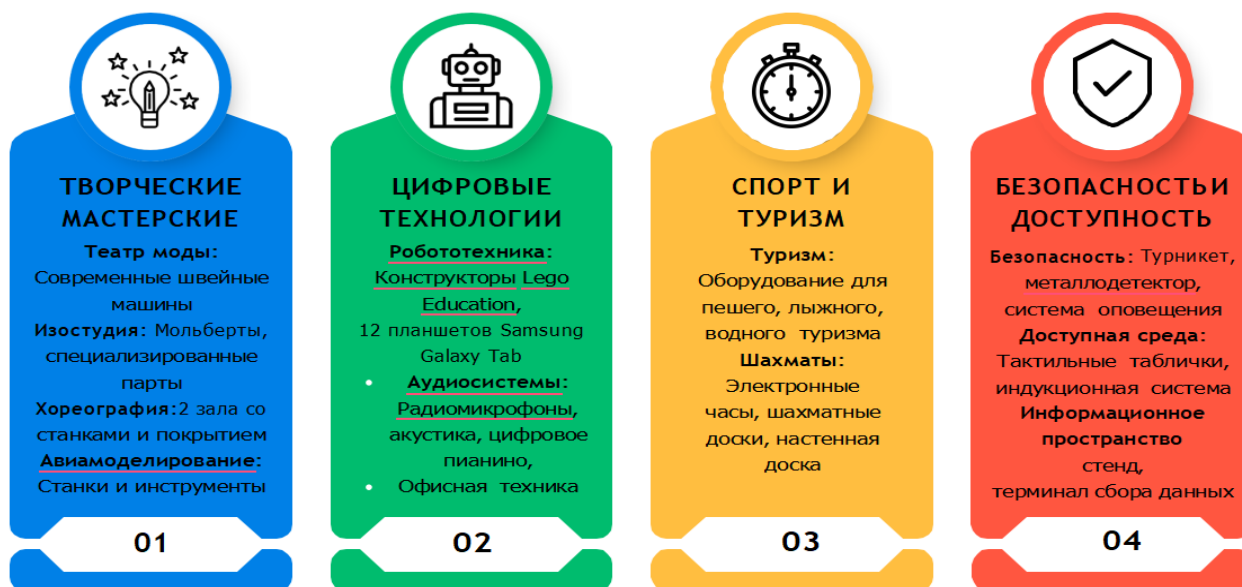 ТВОРЧЕСКИЕ
МАСТЕРСКИЕ
Театр моды:
Современные швейные
машины
Изостудия: Мольберты,
специализированные
парты
Хореография:2 зала со
станками и покрытием
Авиамоделирование:
Станки и инструменты
01
ЦИФРОВЫЕ
ТЕХНОЛОГИИ
Робототехника:
Конструкторы Lego
Education,
12 планшетов Samsung
Galaxy Tab
• Аудиосистемы:
Радиомикрофоны,
акустика, цифровое
пианино,
• Офисная техника
02
СПОРТ И
ТУРИЗМ
Туризм:
Оборудование для
пешего, лыжного,
водного туризма
Шахматы:
Электронные
часы, шахматные
доски, настенная
доска
03
БЕЗОПАСНОСТЬ И
ДОСТУПНОСТЬ
Безопасность: Турникет,
металлодетектор,
система оповещения
Доступная среда:
Тактильные таблички,
индукционная система
Информационное
пространство
стенд,
терминал сбора данных
04